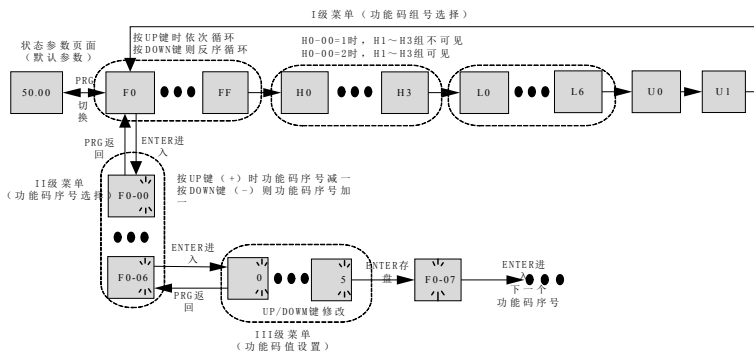 I级菜单（功能码组号选择）
状态参数页面
（默认参数）
按UP键时依次循环
按DOWN键则反序循环
H0-00=1时，H1～H3组不可见
H0-00=2时，H1～H3组可见
50.00
PRG
切换
F0
FF
H0
H3
L0
L6
U0
U1
PRG返
回
ENTER进
入
II级菜单
（功能码序号选择）
F0-00
按UP键（+）时功能码序号减一
按DOWN键（-）则功能码序号加
一
F0-06
ENTER进
入
PRG返
回
0
5
UP/DOWM键修改
ENTER存
盘
F0-07
ENTER进
入
下一个
功能码序号
III级菜单
（功能码值设置）